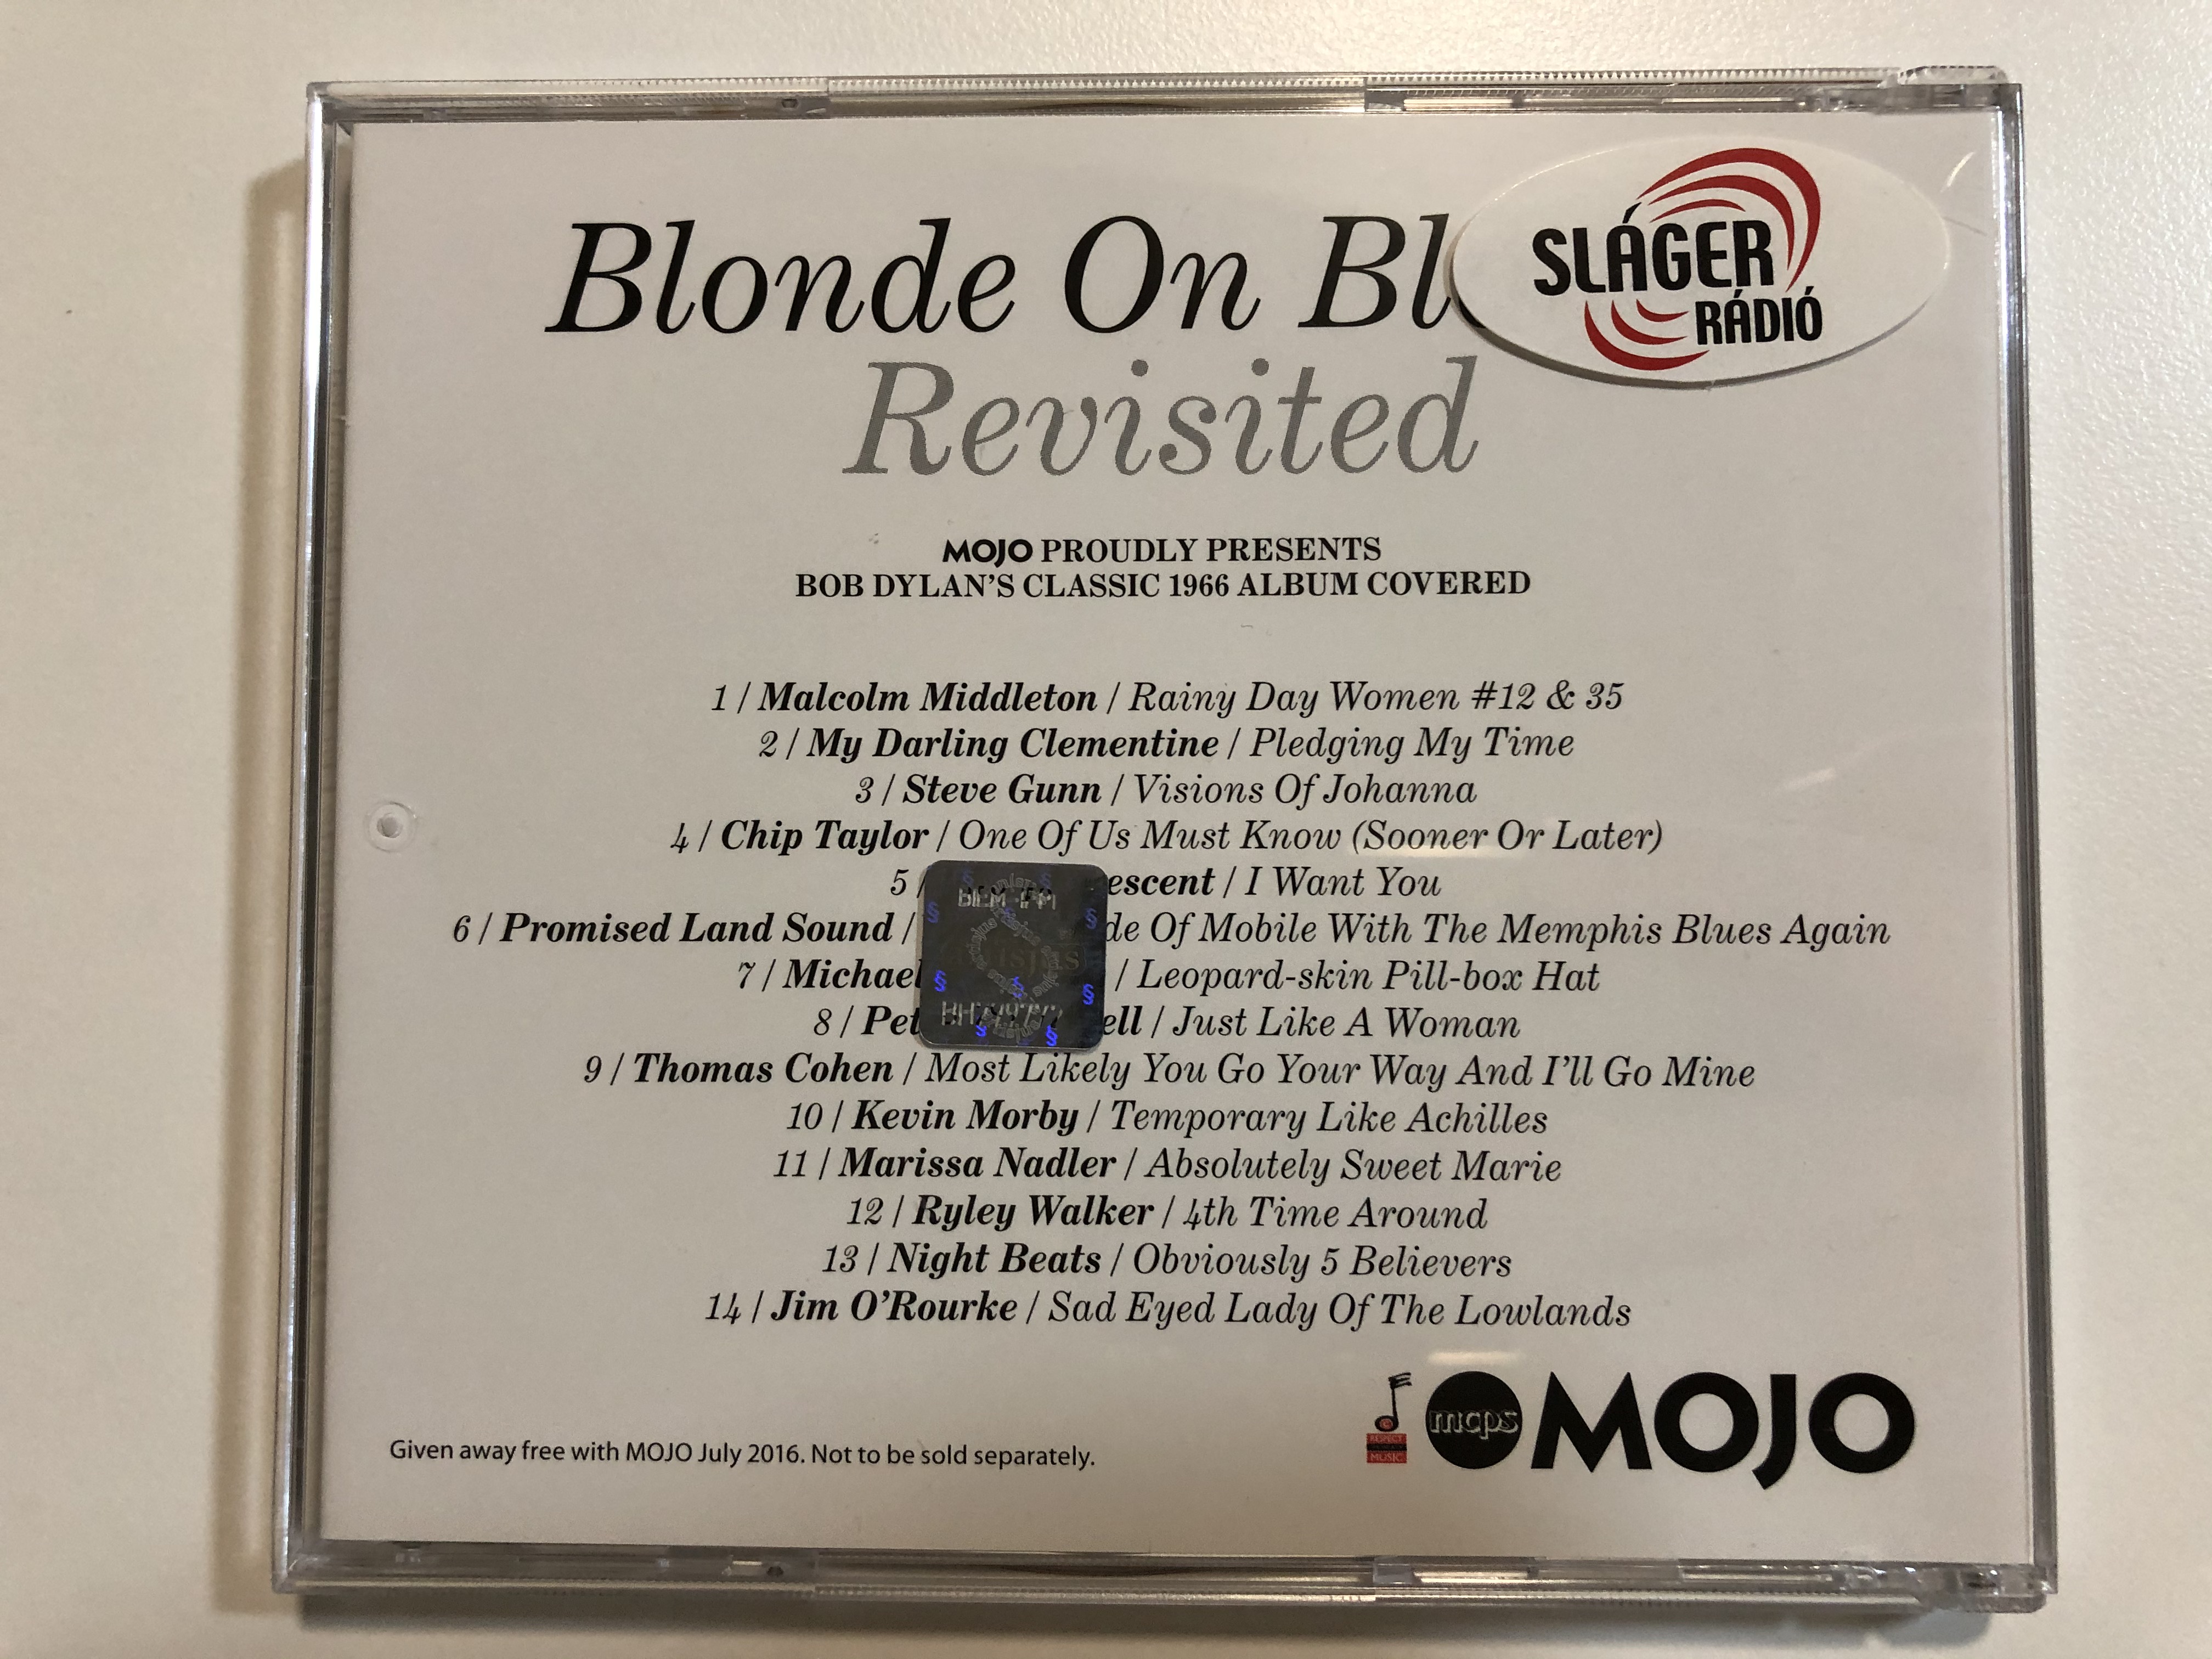 Blonde On Bl
SLÁGER
RÁDIÓ
Revisited
MOJO PROUDLY PRESENTS
BOB DYLAN'S CLASSIC 1966 ALBUM COVERED
1 / Malcolm Middleton / Rainy Day Women #12 & 35
2 / My Darling Clementine / Pledging My Time
3 / Steve Gunn / Visions Of Johanna
4 / Chip Taylor / One Of Us Must Know (Sooner Or Later)
5 / escent / I Want You
6 / Promised Land Sound / de Of Mobile With The Memphis Blues Again
7 / Michael / Leopard-skin Pill-box Hat
8 / Pet ell / Just Like A Woman
9 / Thomas Cohen / Most Likely You Go Your Way And I'll Go Mine
10 / Kevin Morby / Temporary Like Achilles
11 / Marissa Nadler / Absolutely Sweet Marie
12 / Ryley Walker / 4th Time Around
13 / Night Beats / Obviously 5 Believers
14 / Jim O'Rourke / Sad Eyed Lady Of The Lowlands
Given away free with MOJO July 2016. Not to be sold separately.
RESPECT
MUSIC
mcps
MOJO